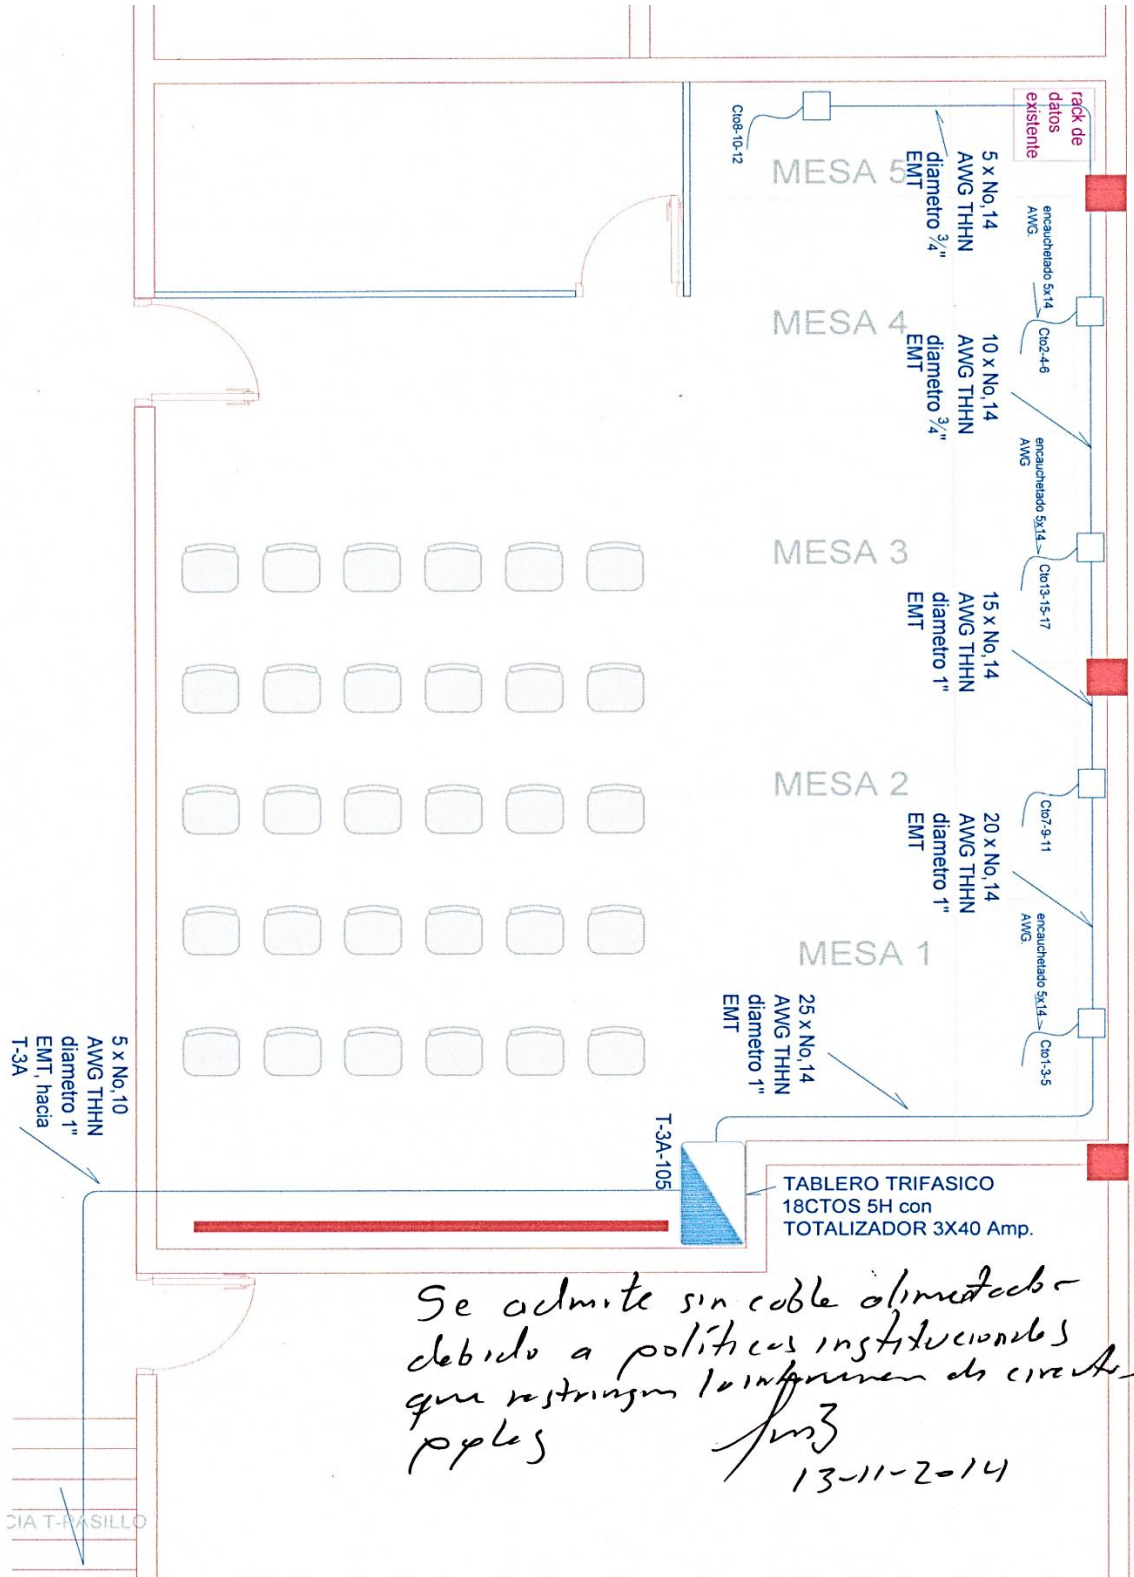 rack de
datos
existente
Cto8-10-12
MESA 5
5 x No,14
AWG THHN
diametro 3/4"
EMT
encauchetado 5x14
AWG.
Cto2-4-6
MESA 4
10 x No,14
AWG THHN
diametro 3/4"
EMT
encauchetado 5x14
AWG
Cto13-15-17
MESA 3
15 x No,14
AWG THHN
diametro 1"
EMT
Cto7-9-11
MESA 2
20 x No,14
AWG THHN
diametro 1"
EMT
encauchetado 5x14
AWG.
Cto1-3-5
MESA 1
25 x No,14
AWG THHN
diametro 1"
EMT
5 x No,10
AWG THHN
diametro 1"
EMT, hacia
T-3A
T-3A-105
TABLERO TRIFASICO
18CTOS 5H con
TOTALIZADOR 3X40 Amp.
Se admite sin cable alimentador
debido a políticas institucionales
que restringen la de
13-11-2014
CIA T-PASILLO